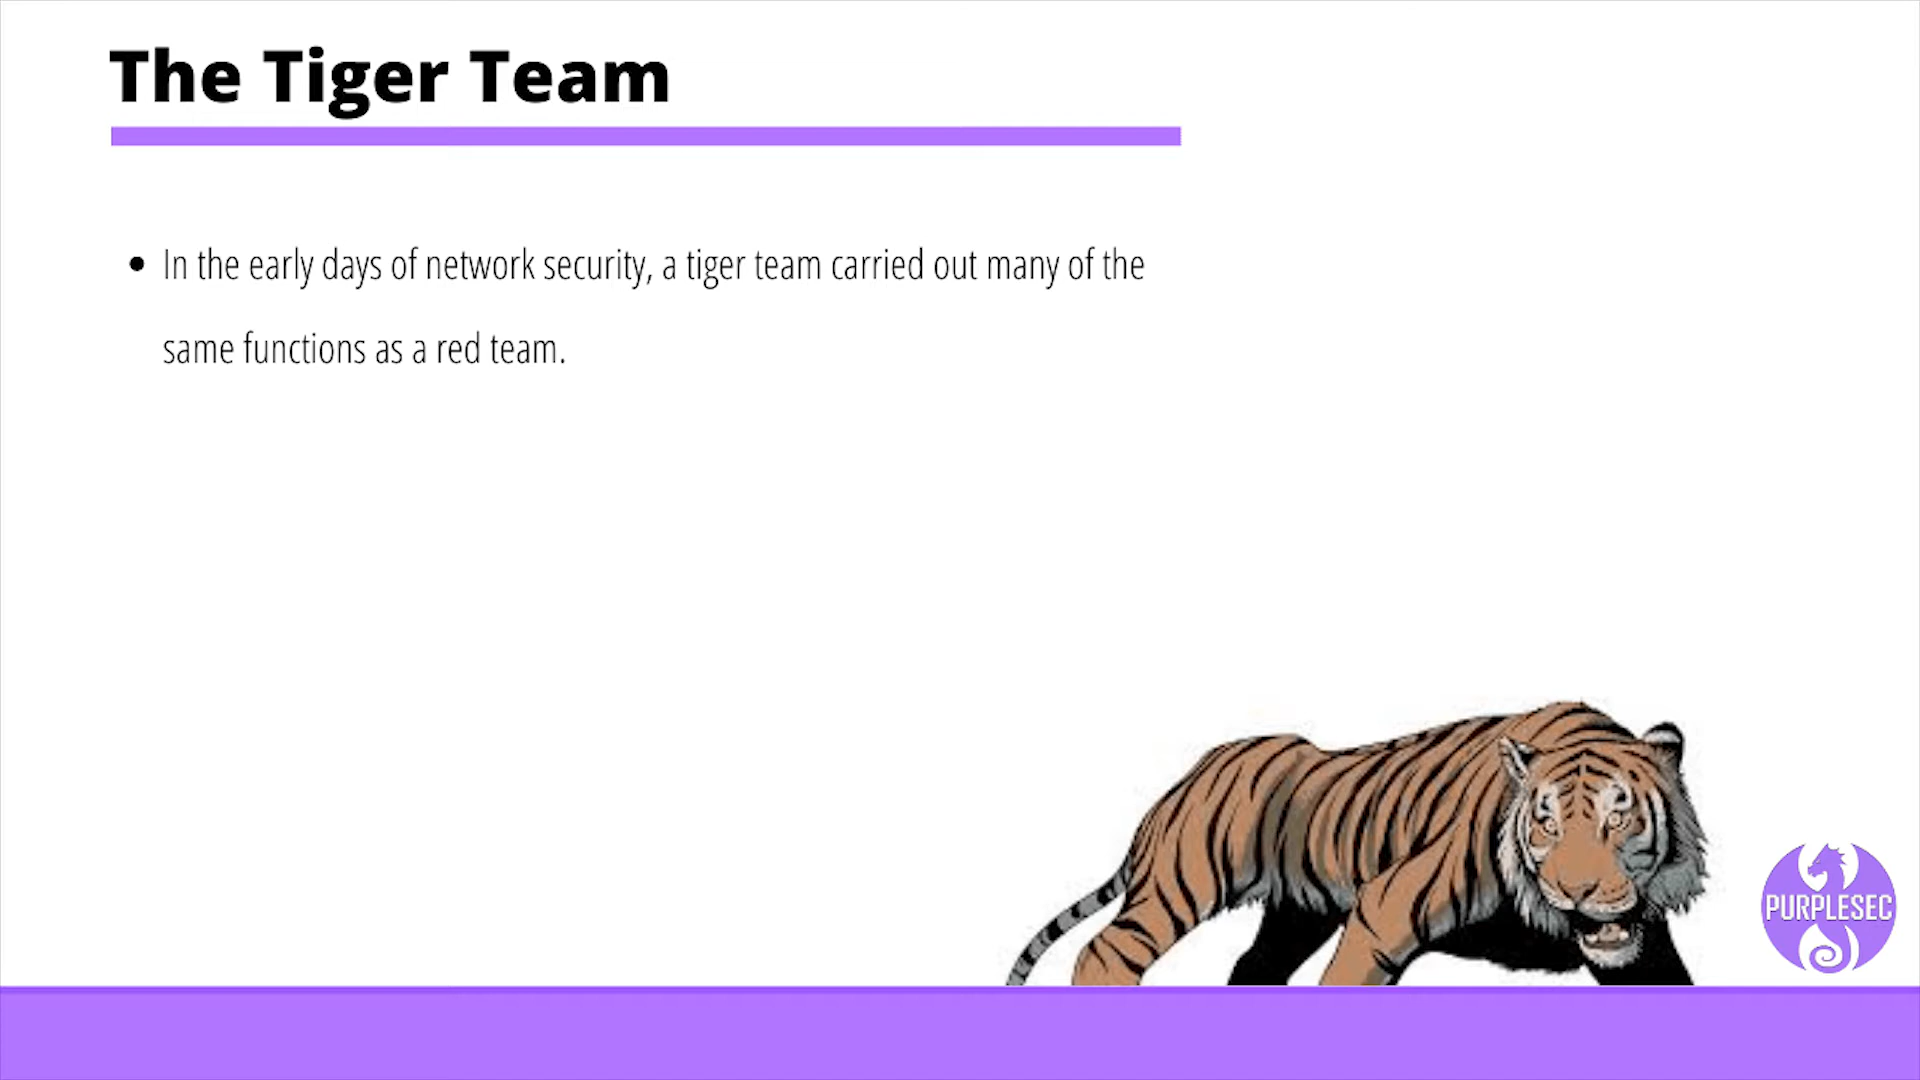 The Tiger Team
• In the early days of network security, a tiger team carried out many of the
same functions as a red team.
PURPLESEC